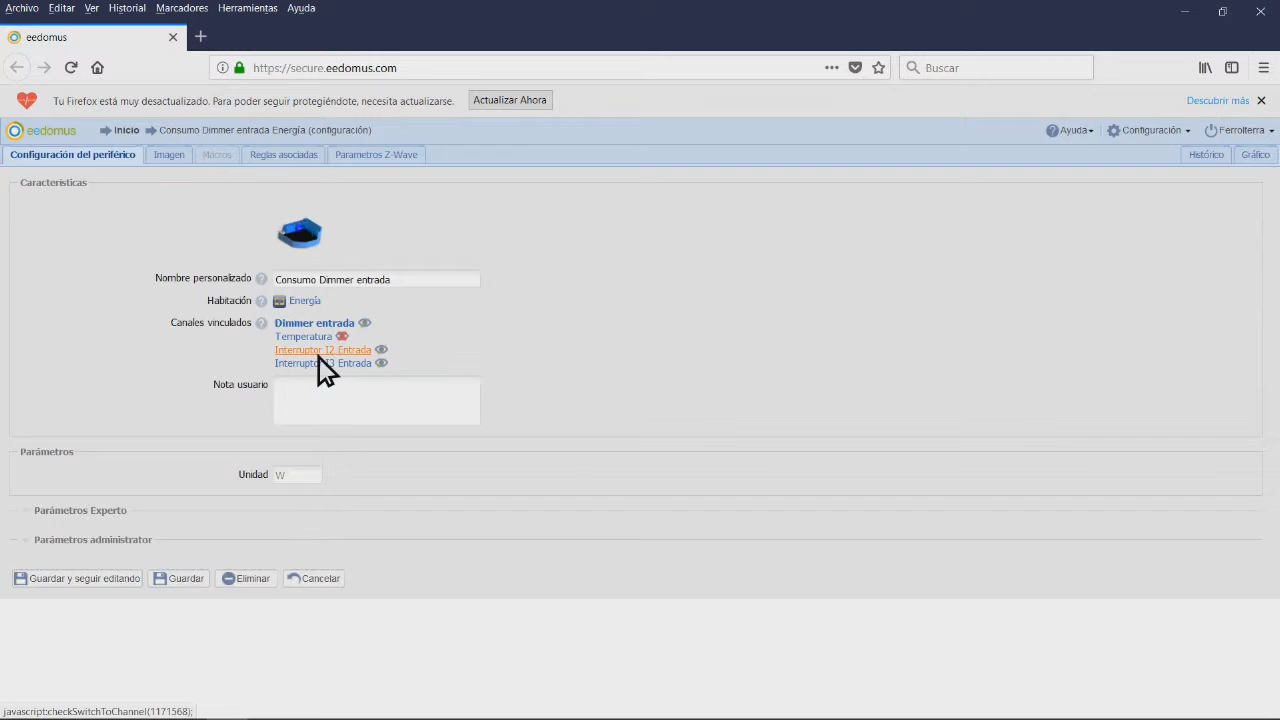 Archivo Editar Ver Historial Marcadores Herramientas Ayuda
eedomus
https://secure.eedomus.com
Buscar
Tu Firefox está muy desactualizado. Para poder seguir protegiéndote, necesita actualizarse. Actualizar Ahora Descubrir más
eedomus Inicio Consumo Dimmer entrada Energía (configuración) Ayuda Configuración Ferrolterra
Configuración del periférico Imagen Macros Reglas asociadas Parametros Z-Wave Histórico Gráfico
Características
Nombre personalizado Consumo Dimmer entrada
Habitación Energía
Canales vinculados Dimmer entrada
Temperatura
Interruptor I2 Entrada
Interruptor I3 Entrada
Nota usuario
Parámetros
Unidad W
Parámetros Experto
Parámetros administrator
Guardar y seguir editando Guardar Eliminar Cancelar
javascript:checkSwitchToChannel(1171568);